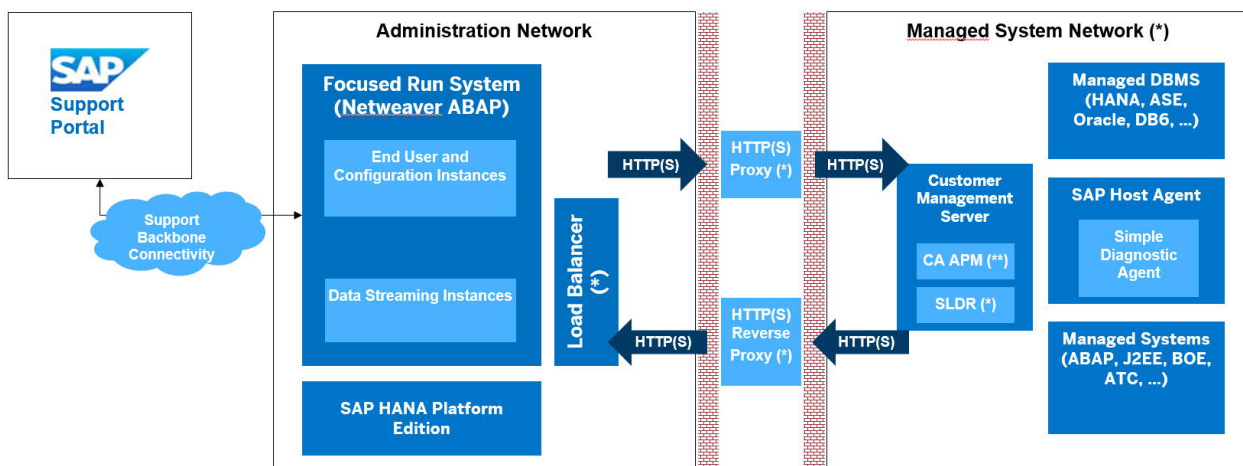 SAP
Support
Portal
Support
Backbone
Connectivity
Administration Network
Focused Run System
(Netweaver ABAP)
End User and
Configuration Instances
Data Streaming Instances
Load Balancer
(*)
SAP HANA Platform
Edition
HTTP(S)
HTTP(S)
Proxy (*)
HTTP(S)
HTTP(S)
HTTP(S)
Reverse
Proxy (*)
HTTP(S)
Managed System Network (*)
Customer
Management
Server
CA APM (**)
SLDR (*)
Managed DBMS
(HANA, ASE,
Oracle, DB6, ...)
SAP Host Agent
Simple
Diagnostic
Agent
Managed Systems
(ABAP, J2EE, BOE,
ATC, ...)